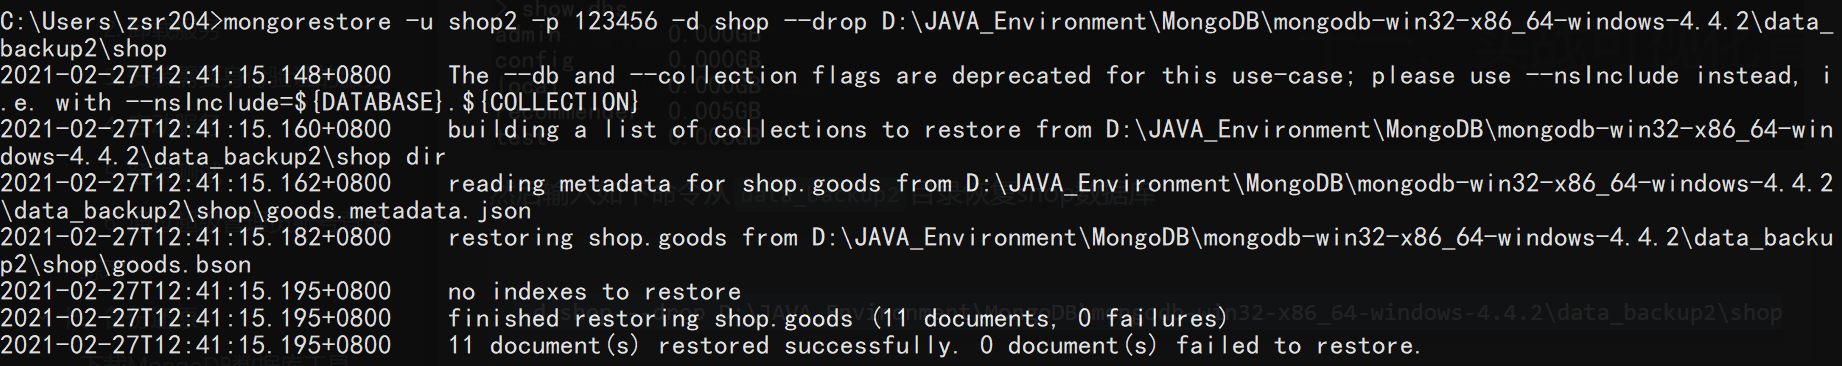 C:\Users\zsr204>mongorestore -u shop2 -p 123456 -d shop --drop D:\JAVA_Environment\MongoDB\mongodb-win32-x86_64-windows-4.4.2\data_
backup2\shop
2021-02-27T12:41:15.148+0800    The --db and --collection flags are deprecated for this use-case; please use --nsInclude instead, i
.e. with --nsInclude=${DATABASE}.${COLLECTION}
2021-02-27T12:41:15.160+0800    building a list of collections to restore from D:\JAVA_Environment\MongoDB\mongodb-win32-x86_64-win
dows-4.4.2\data_backup2\shop dir
2021-02-27T12:41:15.162+0800    reading metadata for shop.goods from D:\JAVA_Environment\MongoDB\mongodb-win32-x86_64-windows-4.4.2
\data_backup2\shop\goods.metadata.json
2021-02-27T12:41:15.182+0800    restoring shop.goods from D:\JAVA_Environment\MongoDB\mongodb-win32-x86_64-windows-4.4.2\data_backu
p2\shop\goods.bson
2021-02-27T12:41:15.195+0800    no indexes to restore
2021-02-27T12:41:15.195+0800    finished restoring shop.goods (11 documents, 0 failures)
2021-02-27T12:41:15.195+0800    11 document(s) restored successfully. 0 document(s) failed to restore.